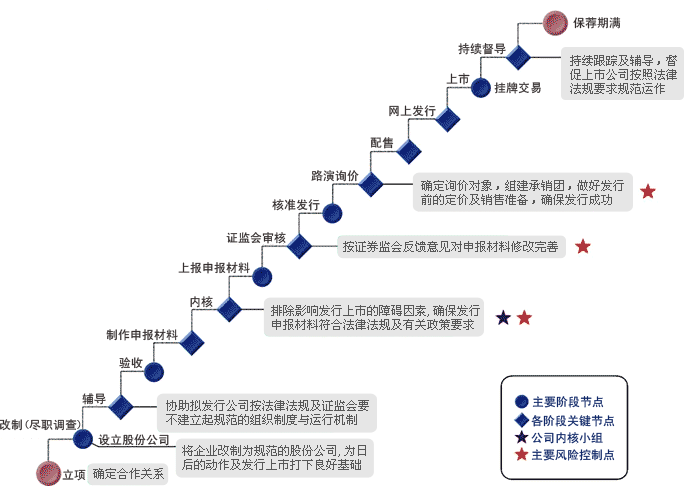 保荐期满
持续督导
持续跟踪及辅导，督
促上市公司按照法律
法规要求规范运作
上市
挂牌交易
网上发行
配售
路演询价
确定询价对象，组建承销团，做好发行
前的定价及销售准备，确保发行成功
核准发行
证监会审核
按证券监会反馈意见对申报材料修改完善
上报申报材料
内核
排除影响发行上市的障碍因素,确保发行
申报材料符合法律法规及有关政策要求
制作申报材料
验收
辅导
协助拟发行公司按法律法规及证监会要
不建立起规范的组织制度与运行机制
改制(尽职调查)
设立股份公司
将企业改制为规范的股份公司,为日
后的动作及发行上市打下良好基础
立项
确定合作关系
主要阶段节点
各阶段关键节点
公司内核小组
主要风险控制点